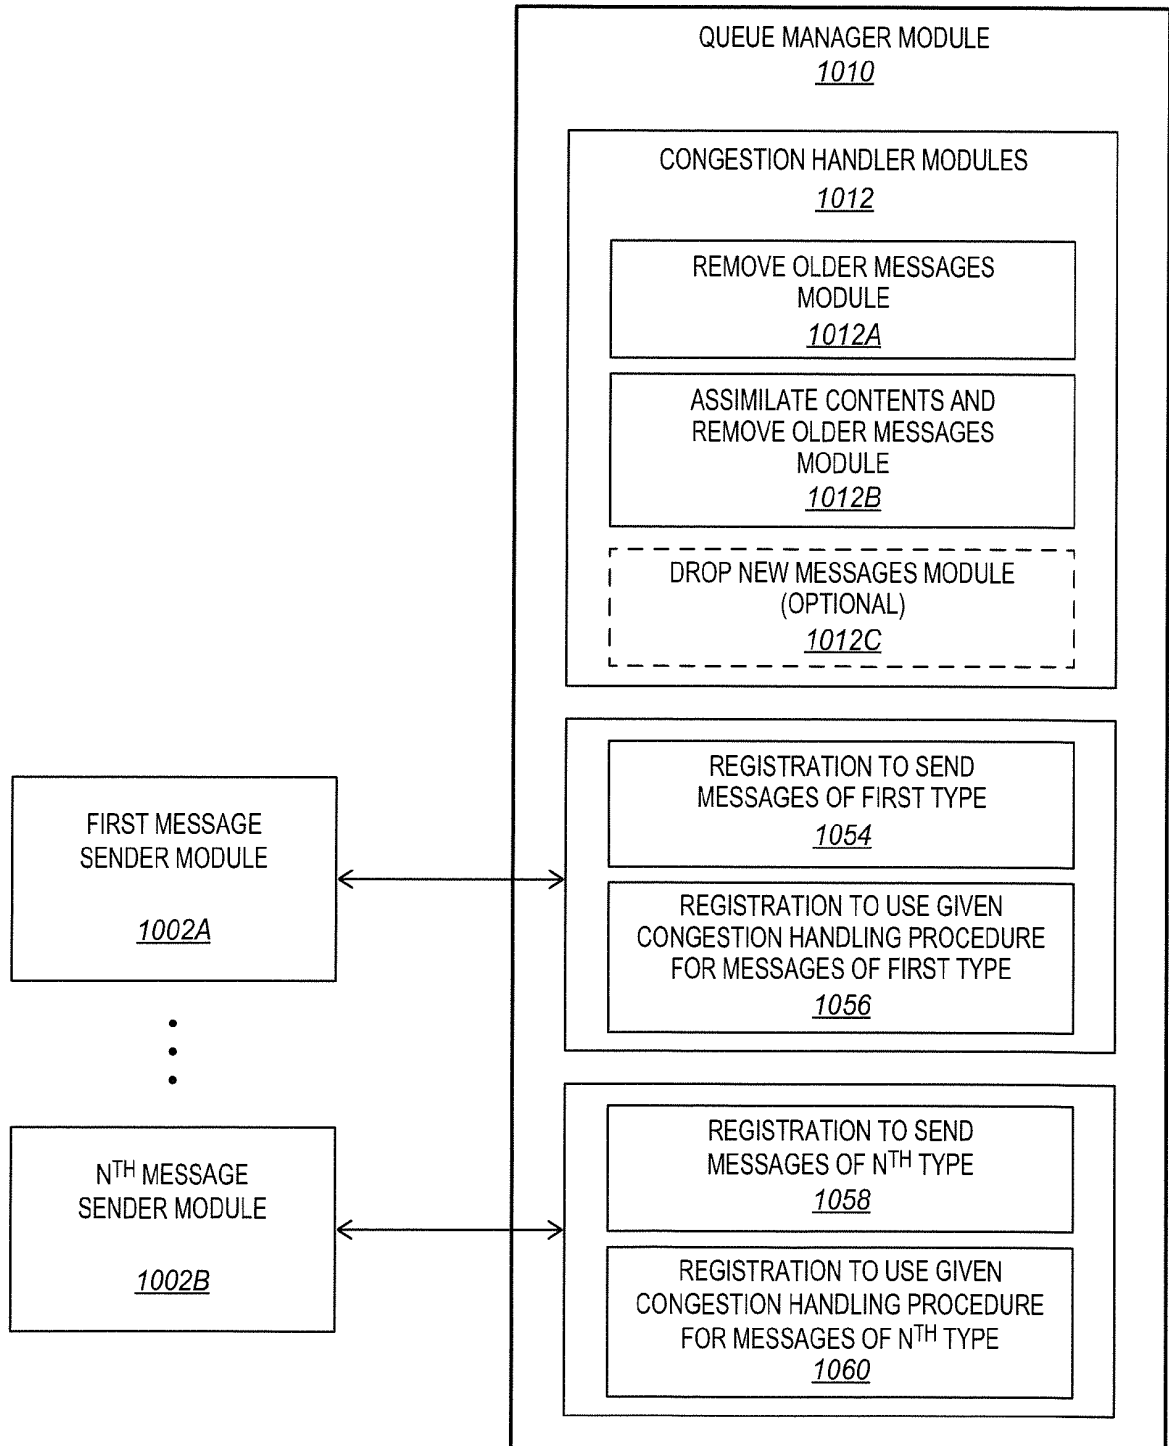 QUEUE MANAGER MODULE
1010
CONGESTION HANDLER MODULES
1012
REMOVE OLDER MESSAGES
MODULE
1012A
ASSIMILATE CONTENTS AND
REMOVE OLDER MESSAGES
MODULE
1012B
DROP NEW MESSAGES MODULE
(OPTIONAL)
1012C
FIRST MESSAGE
SENDER MODULE
1002A
REGISTRATION TO SEND
MESSAGES OF FIRST TYPE
1054
REGISTRATION TO USE GIVEN
CONGESTION HANDLING PROCEDURE
FOR MESSAGES OF FIRST TYPE
1056
NTH MESSAGE
SENDER MODULE
1002B
REGISTRATION TO SEND
MESSAGES OF NTH TYPE
1058
REGISTRATION TO USE GIVEN
CONGESTION HANDLING PROCEDURE
FOR MESSAGES OF NTH TYPE
1060